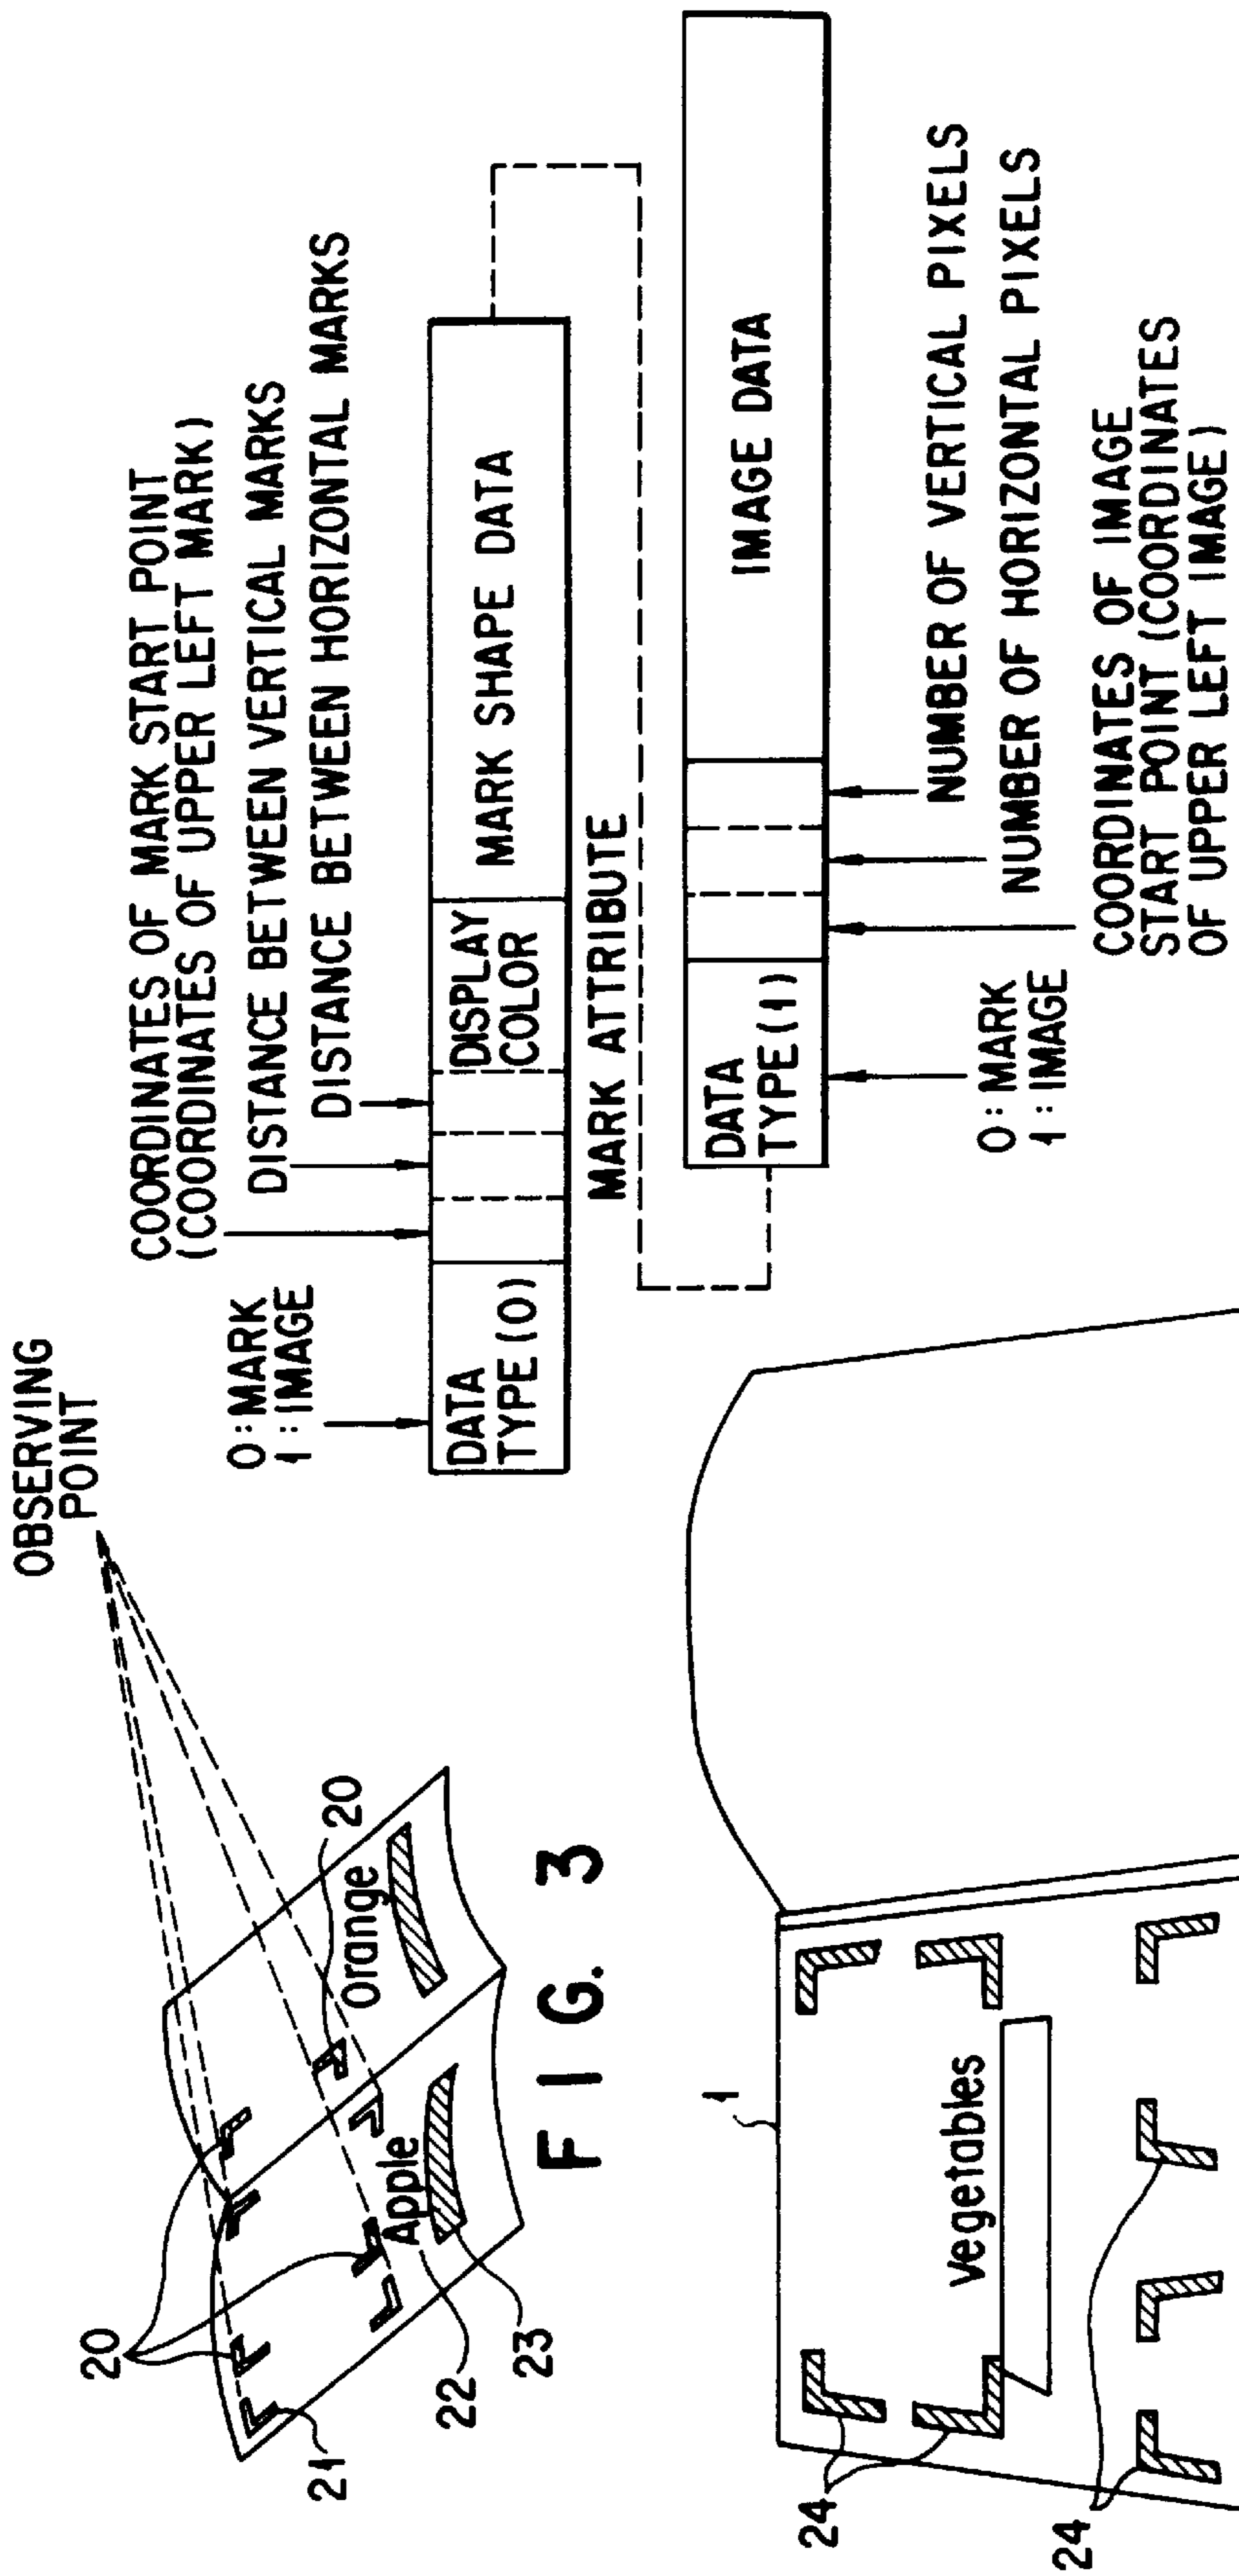 OBSERVING
POINT
20
21
22
23
Apple
Orange
20
FIG. 3
0:MARK
1:IMAGE
COORDINATES OF MARK START POINT
(COORDINATES OF UPPER LEFT MARK)
DISTANCE BETWEEN VERTICAL MARKS
DISTANCE BETWEEN HORIZONTAL MARKS
DATA
TYPE(0)
DISPLAY
COLOR
MARK SHAPE DATA
MARK ATTRIBUTE
DATA
TYPE(1)
IMAGE DATA
0:MARK
1:IMAGE
NUMBER OF VERTICAL PIXELS
NUMBER OF HORIZONTAL PIXELS
COORDINATES OF IMAGE
START POINT (COORDINATES
OF UPPER LEFT IMAGE)
1
Vegetables
24
24